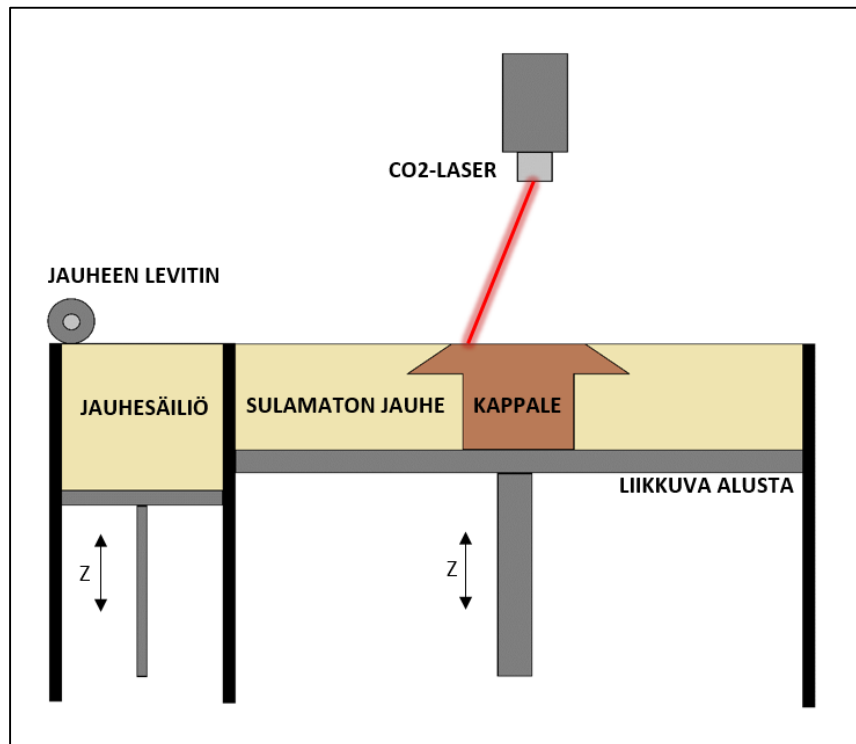 CO2-LASER
JAUHEEN LEVITIN
JAUHESÄILIÖ
SULAMATON JAUHE
KAPPALE
LIIKKUVA ALUSTA
Z
Z